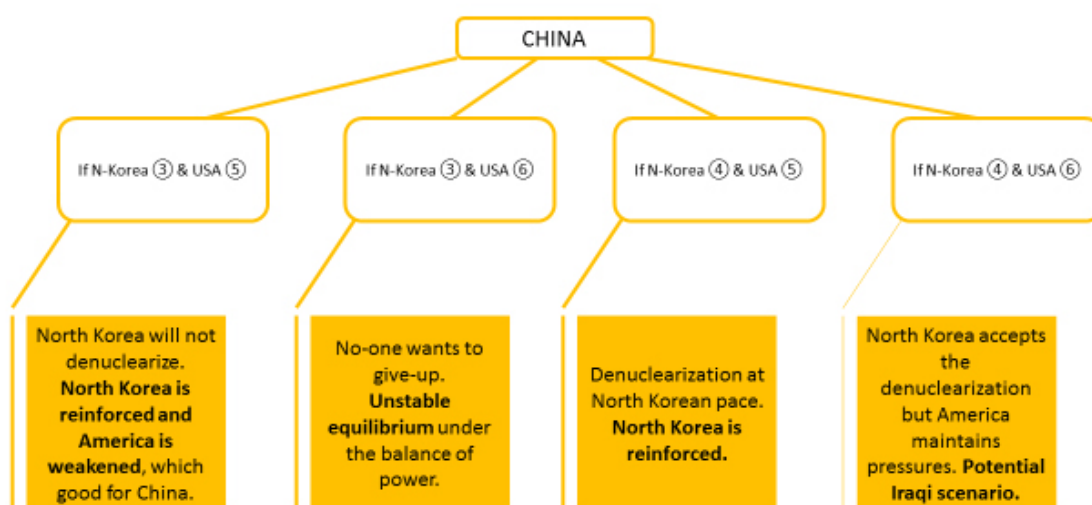 CHINA
If N-Korea ③ & USA ⑤
If N-Korea ③ & USA ⑥
If N-Korea ④ & USA ⑤
If N-Korea ④ & USA ⑥
North Korea will not
denuclearize.
North Korea is
reinforced and
America is
weakened, which
good for China.
No-one wants to
give-up.
Unstable
equilibrium under
the balance of
power.
Denuclearization at
North Korean pace.
North Korea is
reinforced.
North Korea accepts
the
denuclearization
but America
maintains
pressures. Potential
Iraqi scenario.